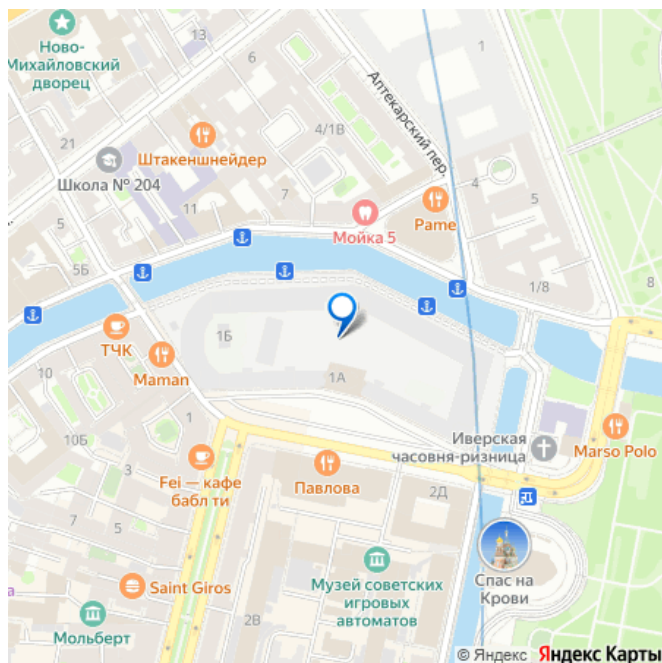 Ново-
Михайловский
дворец
13
6
1
Аптекарский пер.
21
4/1В
Штакеншнейдер
Школа № 204
7
4
5
5
11
Раме
Мойка 5
5Б
8
1/8
1Б
ТЧК
Maman
10
1А
1
Иверская
часовня-ризница
Marso Polo
10Б
3
Fei — кафе
бабл ти
Павлова
2Д
7
5
Спас на
Крови
Saint Giros
Музей советских
игровых
автоматов
Мольберт
2В
© Яндекс Яндекс Карты